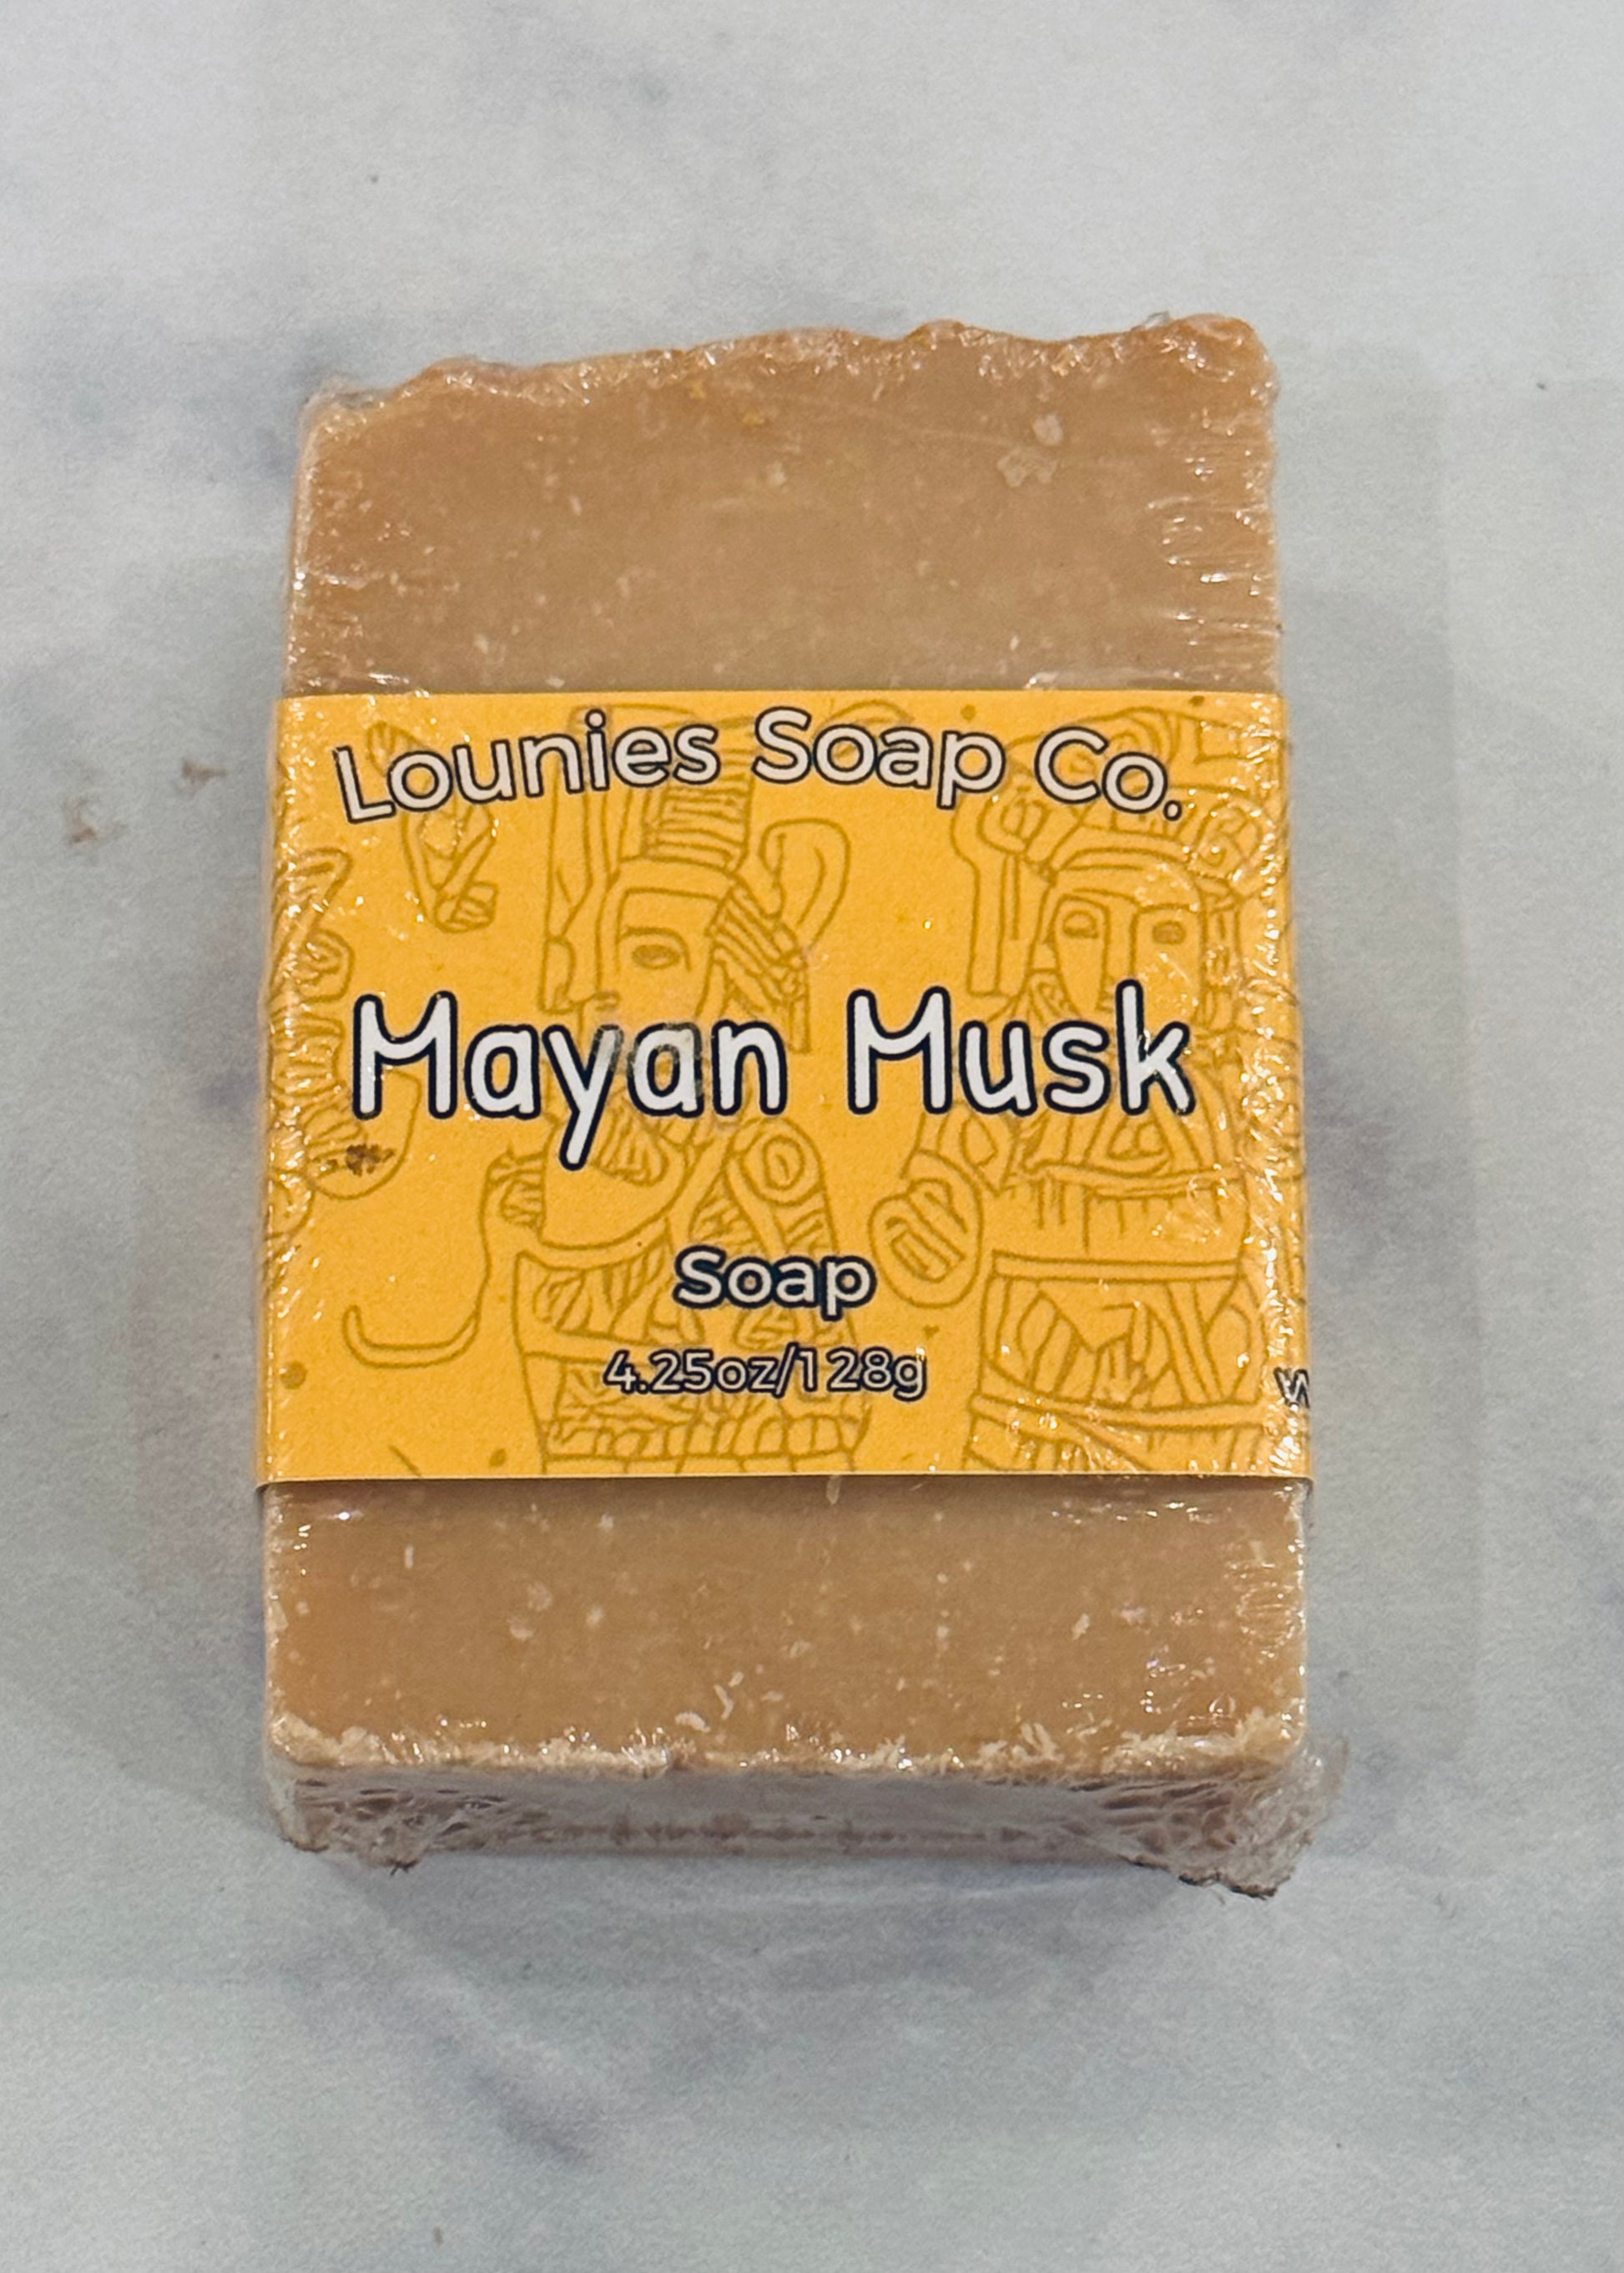 Lounies Soap Co.
Mayan Musk
Soap
4.25oz/128g